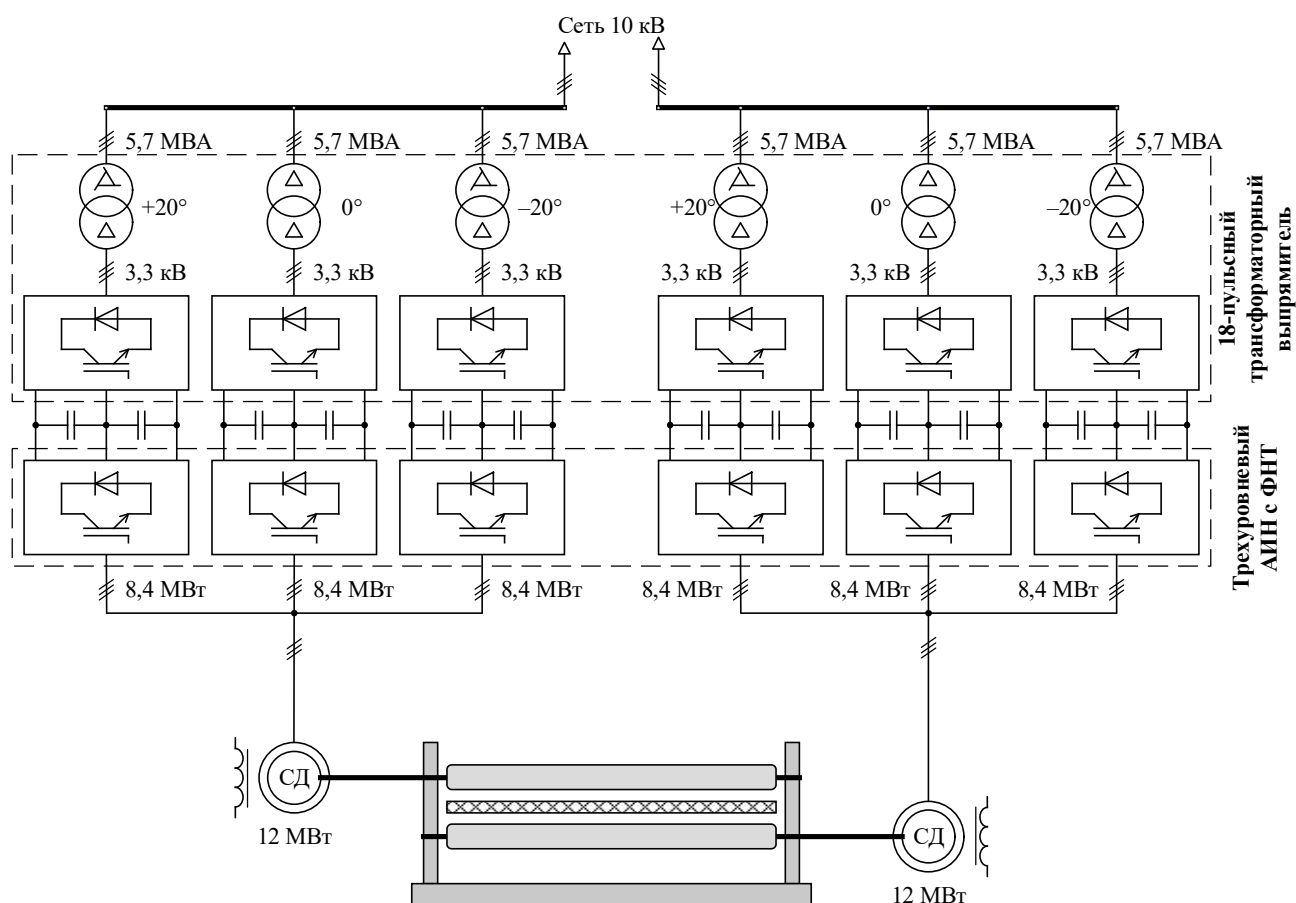 Сеть 10 кВ
5,7 МВА
5,7 МВА
5,7 МВА
5,7 МВА
5,7 МВА
5,7 МВА
+20°
0°
–20°
+20°
0°
–20°
3,3 кВ
3,3 кВ
3,3 кВ
3,3 кВ
3,3 кВ
3,3 кВ
18-пульсный
трансформаторный
выпрямитель
Трехуровневый
АИН с ФНТ
8,4 МВт
8,4 МВт
8,4 МВт
8,4 МВт
8,4 МВт
8,4 МВт
СД
12 МВт
СД
12 МВт